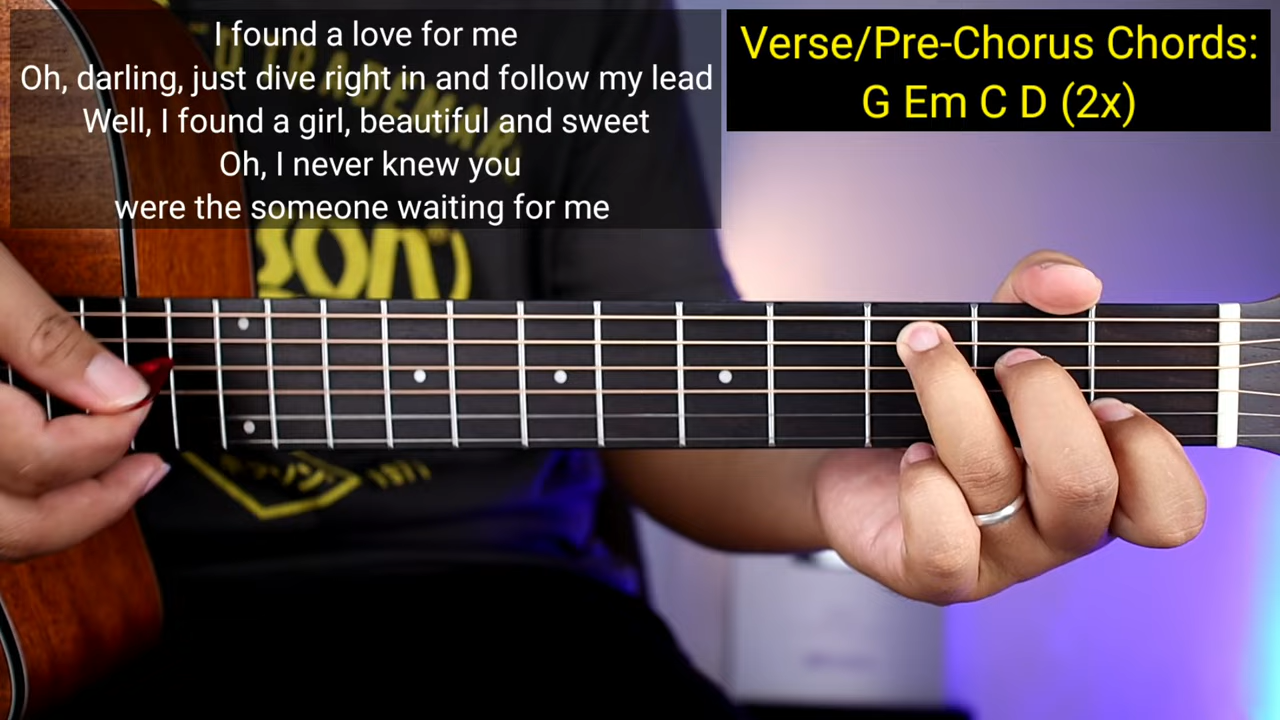 I found a love for me
Oh, darling, just dive right in and follow my lead
Well, I found a girl, beautiful and sweet
Oh, I never knew you
were the someone waiting for me
Verse/Pre-Chorus Chords:
G Em C D (2x)